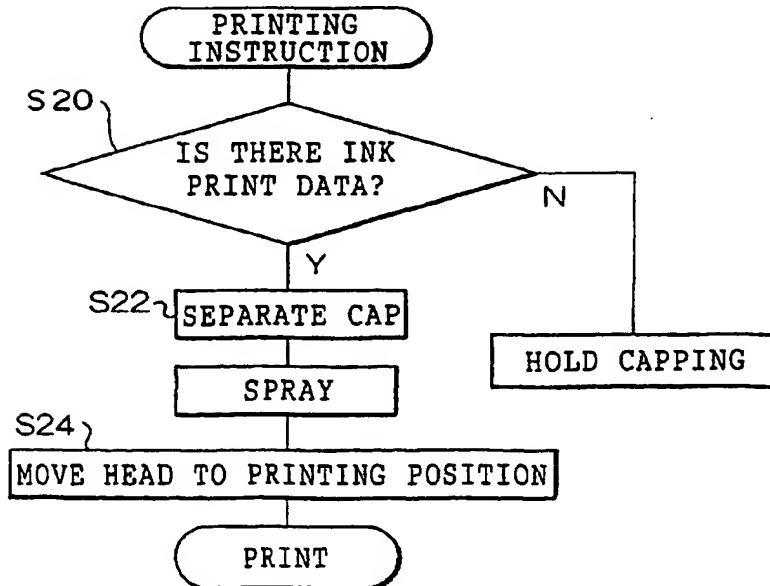 PRINTING
INSTRUCTION
S20
IS THERE INK
PRINT DATA?
N
Y
S22
SEPARATE CAP
HOLD CAPPING
SPRAY
S24
MOVE HEAD TO PRINTING POSITION
PRINT